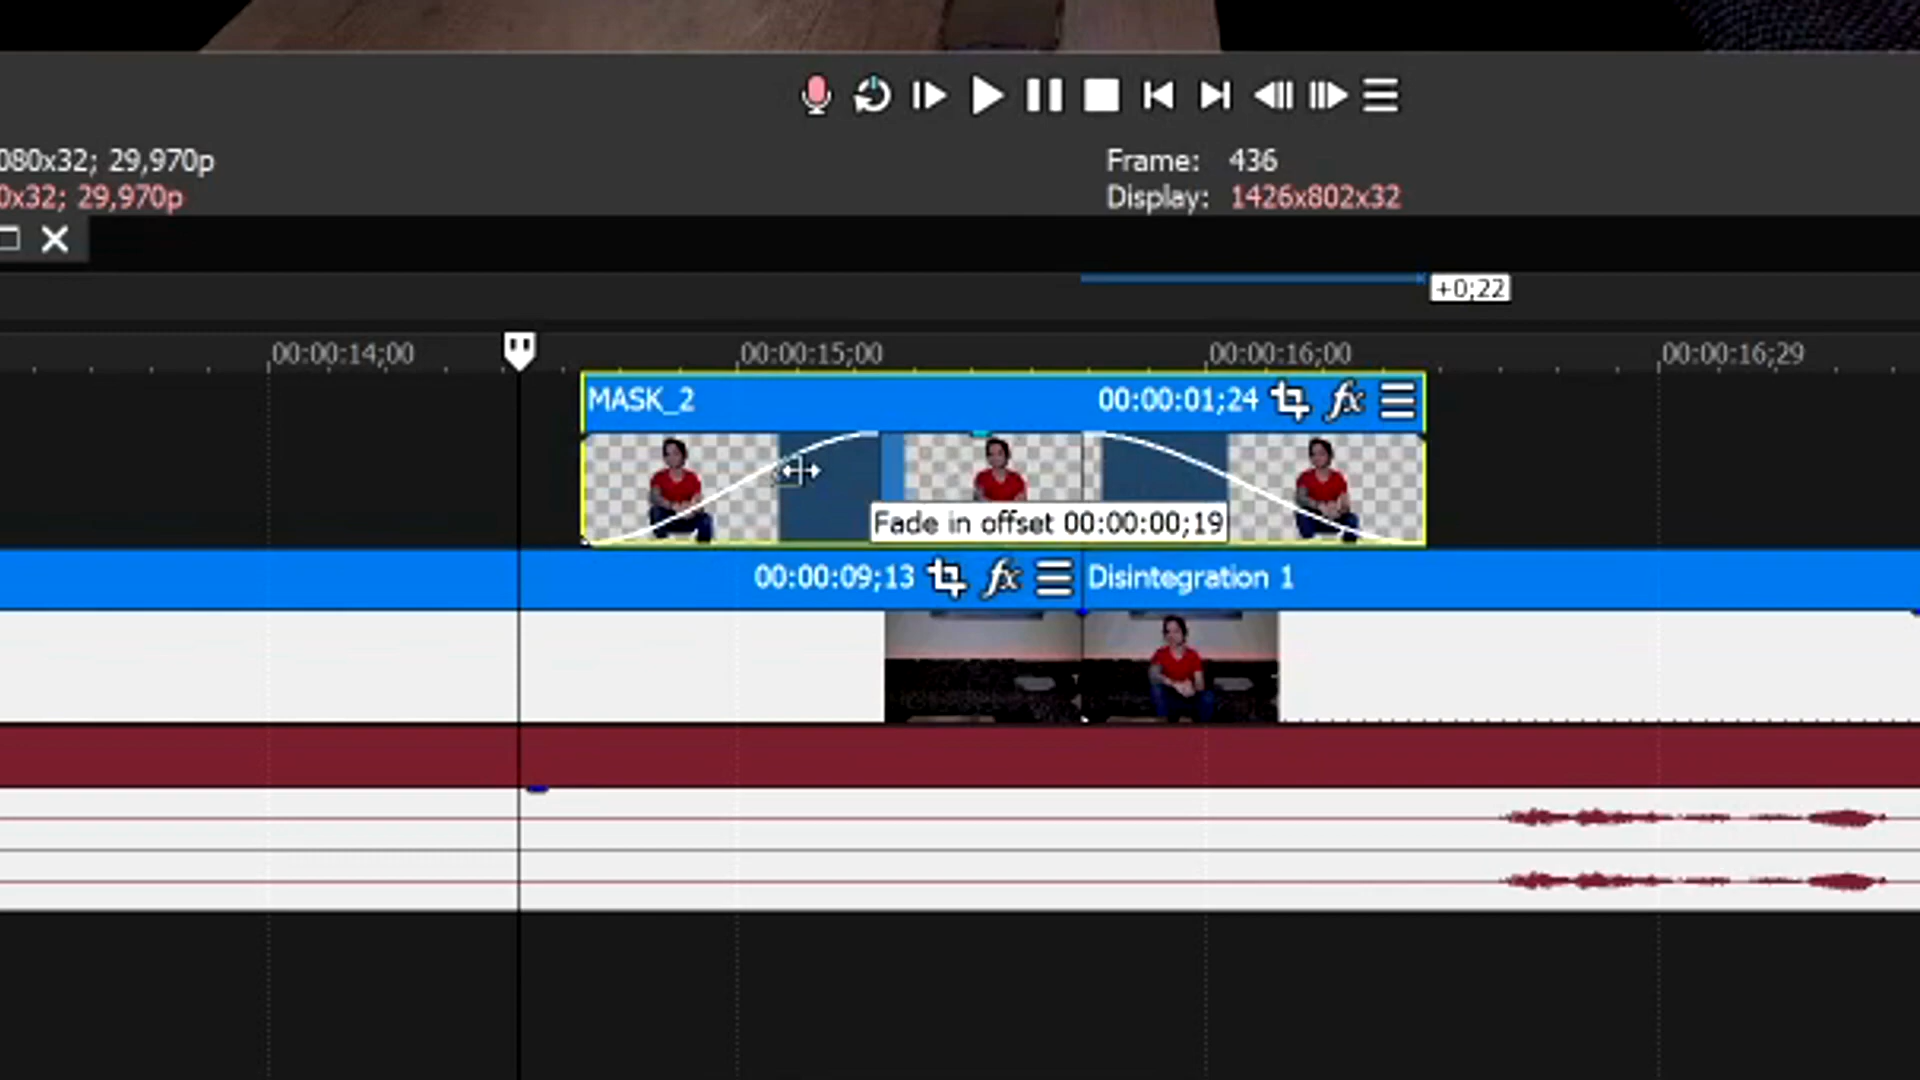 080x32; 29,970p
0x32; 29,970p
Frame: 436
Display: 1426x802x32
+0;22
00:00:14;00
00:00:15;00
00:00:16;00
00:00:16;29
MASK_2
00:00:01;24
fx
Fade in offset 00:00:00;19
00:00:09;13
fx
Disintegration 1